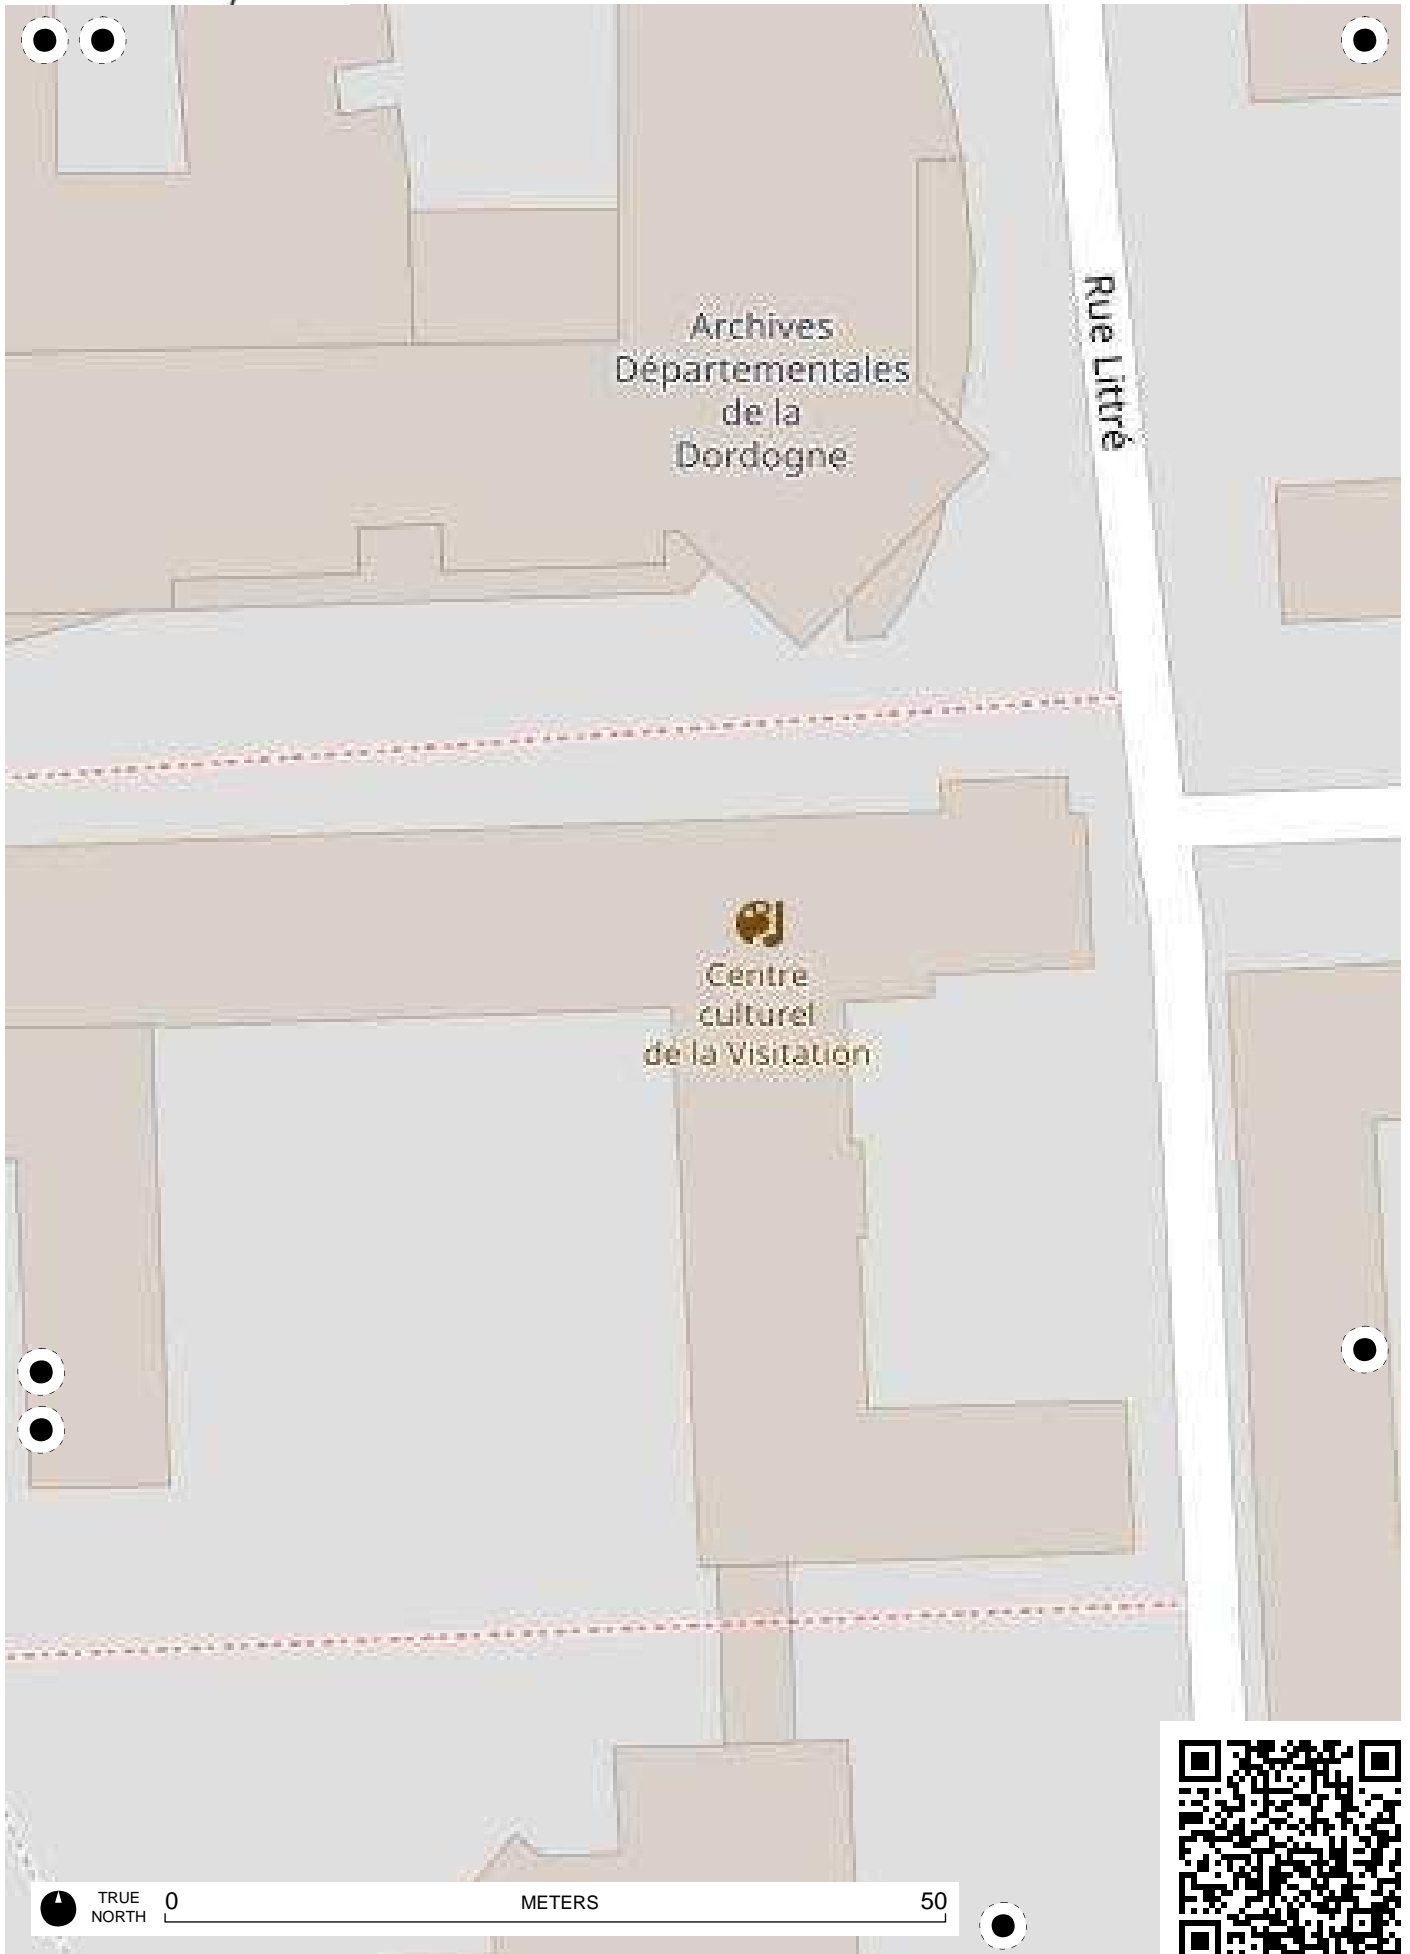 Archives
Départementales
de la
Dordogne
Rue Littré
Centre
culturel
de la Visitation
TRUE
NORTH
0
METERS
50